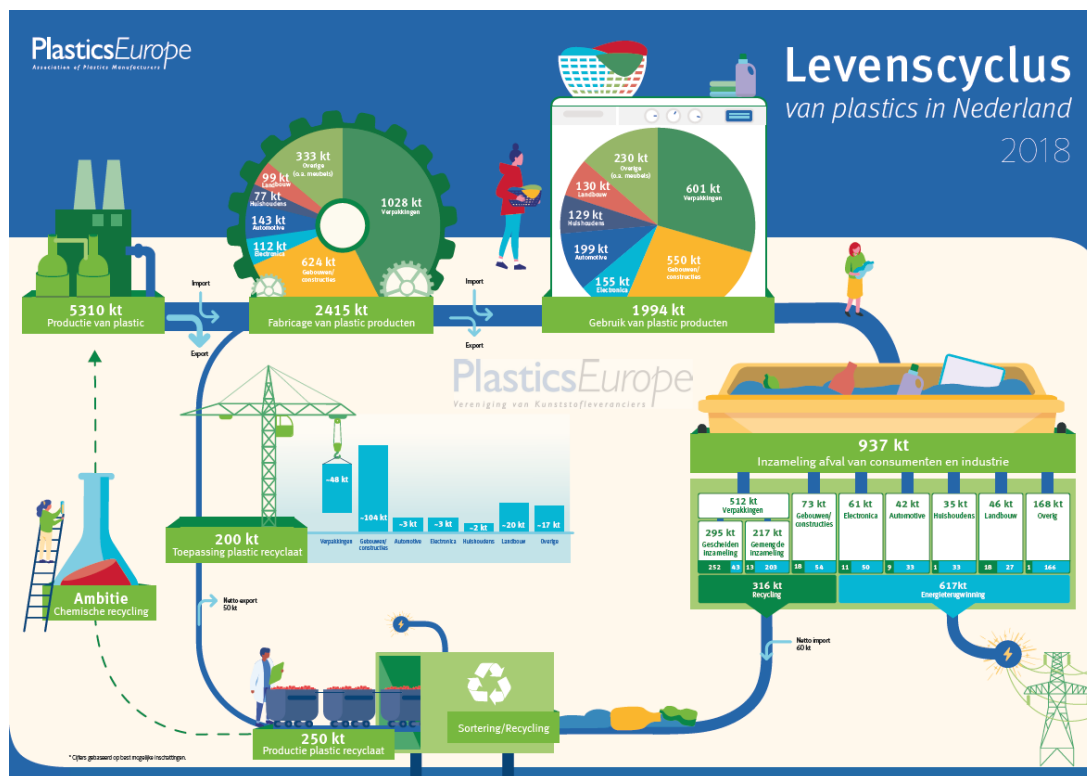 PlasticsEurope
Association of Plastics Manufacturers
Levenscyclus
van plastics in Nederland
2018
333 kt
Overige
(o.a. meubels)
99 kt
Landbouw
77 kt
Huishoudens
143 kt
Automotive
112 kt
Electronica
624 kt
Gebouwen/
constructies
1028 kt
Verpakkingen
230 kt
Overige
(o.a. meubels)
130 kt
Landbouw
129 kt
Huishoudens
199 kt
Automotive
155 kt
Electronica
550 kt
Gebouwen/
constructies
601 kt
Verpakkingen
5310 kt
Productie van plastic
Import
Export
2415 kt
Fabricage van plastic producten
Import
Export
1994 kt
Gebruik van plastic producten
PlasticsEurope
Vereniging van Kunststofleveranciers
937 kt
Inzameling afval van consumenten en industrie
512 kt
Verpakkingen
295 kt
Gescheiden
inzameling
217 kt
Gemengde
inzameling
73 kt
Gebouwen/
constructies
61 kt
Electronica
42 kt
Automotive
35 kt
Huishoudens
46 kt
Landbouw
168 kt
Overig
252 43 13 203 18 54 11 50 9 33 1 33 18 27 1 166
316 kt
Recycling
617kt
Energieterugwinning
~48 kt
~104 kt
~3 kt
~3 kt
~2 kt
~20 kt
~17 kt
Verpakkingen
Gebouwen/
constructies
Automotive
Electronica
Huishoudens
Landbouw
Overige
200 kt
Toepassing plastic recyclaat
Ambitie
Chemische recycling
Netto export
50 kt
Netto import
60 kt
Sortering/Recycling
250 kt
Productie plastic recyclaat
* Cijfers gebaseerd op best mogelijke inschattingen.